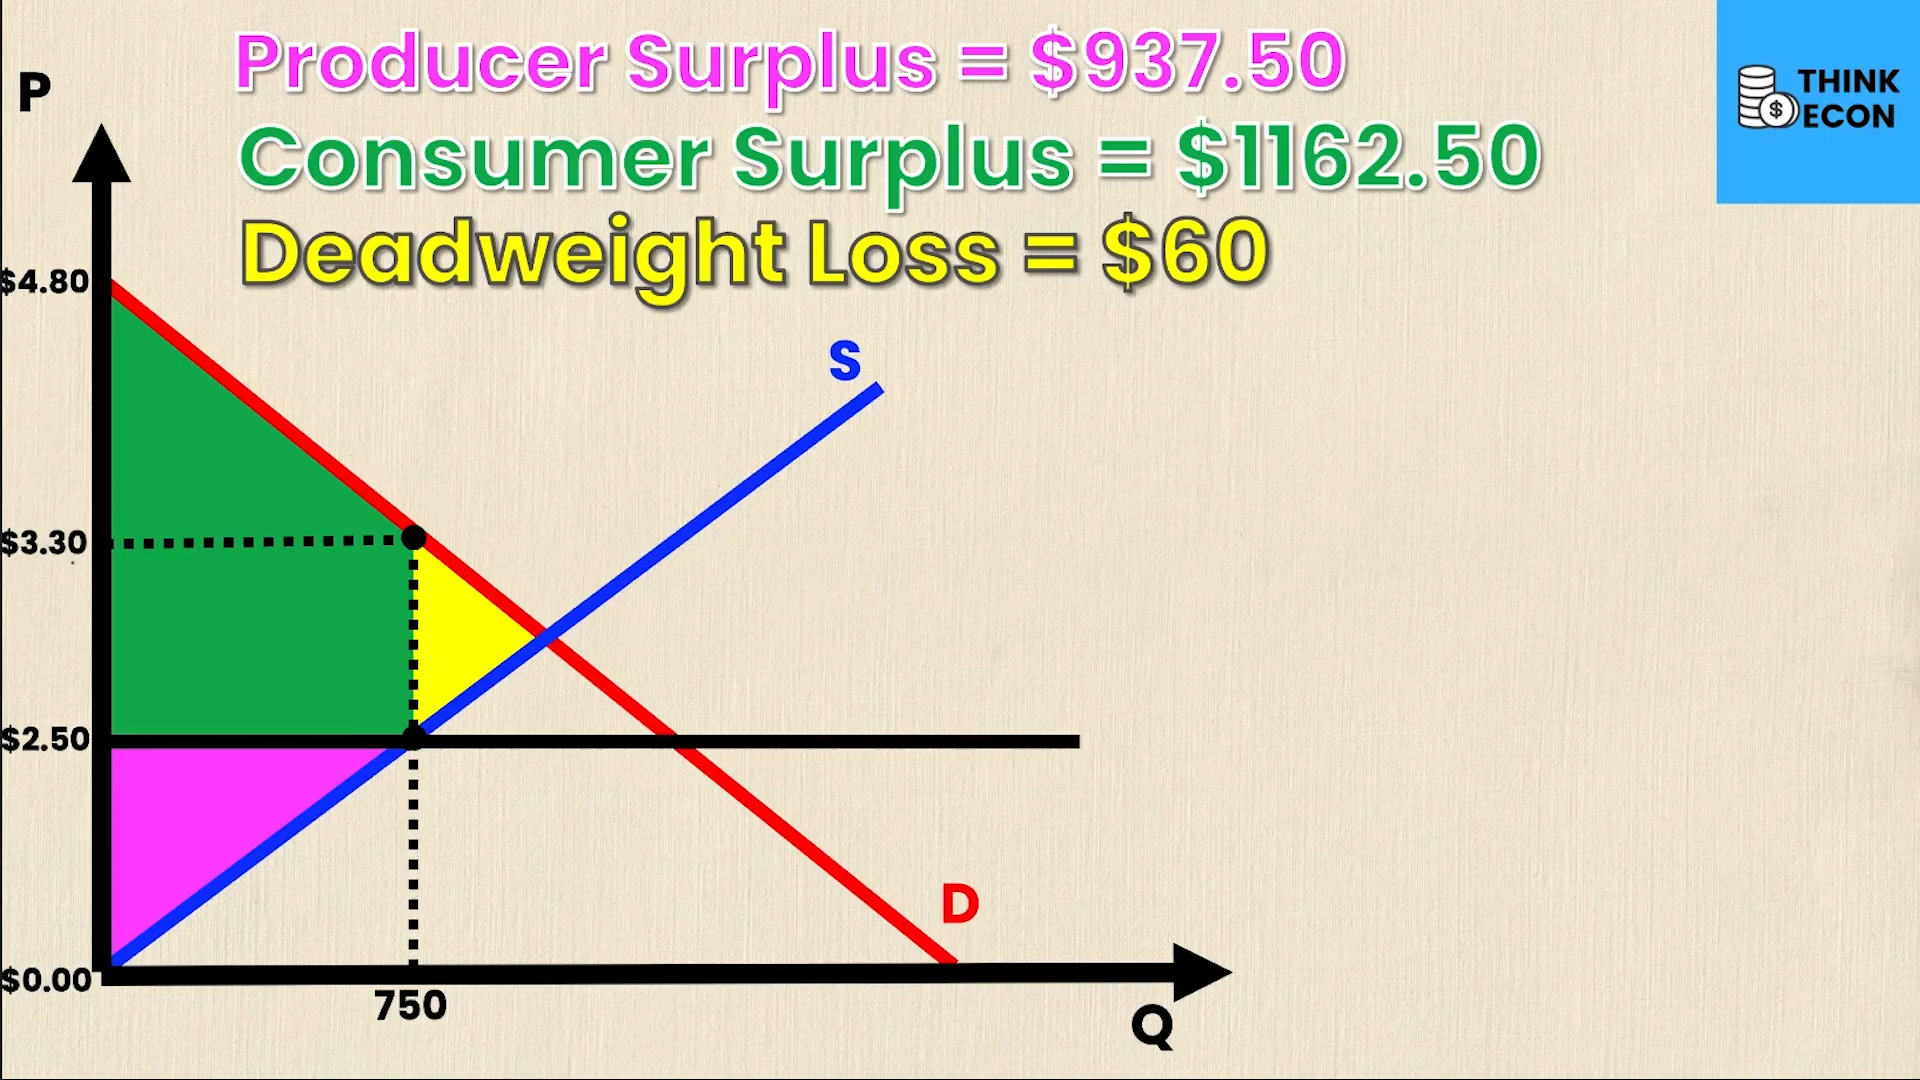 Producer Surplus = $937.50
P
THINK
ECON
$
Consumer Surplus = $1162.50
Deadweight Loss = $60
$4.80
S
$3.30
$2.50
D
$0.00
750
Q